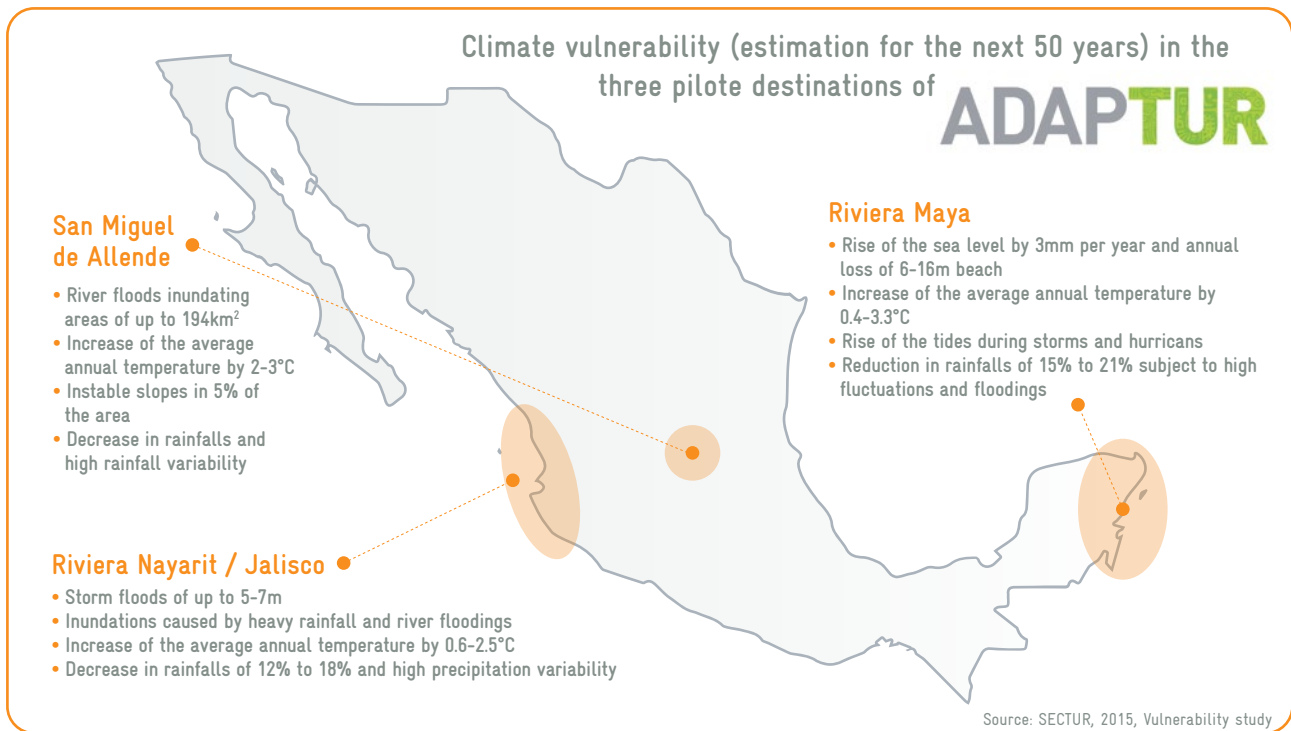 Climate vulnerability (estimation for the next 50 years) in the
three pilote destinations of
ADAPTUR
San Miguel
de Allende
• River floods inundating
areas of up to 194km²
• Increase of the average
annual temperature by 2-3°C
• Instable slopes in 5% of
the area
• Decrease in rainfalls and
high rainfall variability
Riviera Maya
• Rise of the sea level by 3mm per year and annual
loss of 6-16m beach
• Increase of the average annual temperature by
0.4-3.3°C
• Rise of the tides during storms and hurricans
• Reduction in rainfalls of 15% to 21% subject to high
fluctuations and floodings
Riviera Nayarit / Jalisco
• Storm floods of up to 5-7m
• Inundations caused by heavy rainfall and river floodings
• Increase of the average annual temperature by 0.6-2.5°C
• Decrease in rainfalls of 12% to 18% and high precipitation variability
Source: SECTUR, 2015, Vulnerability study